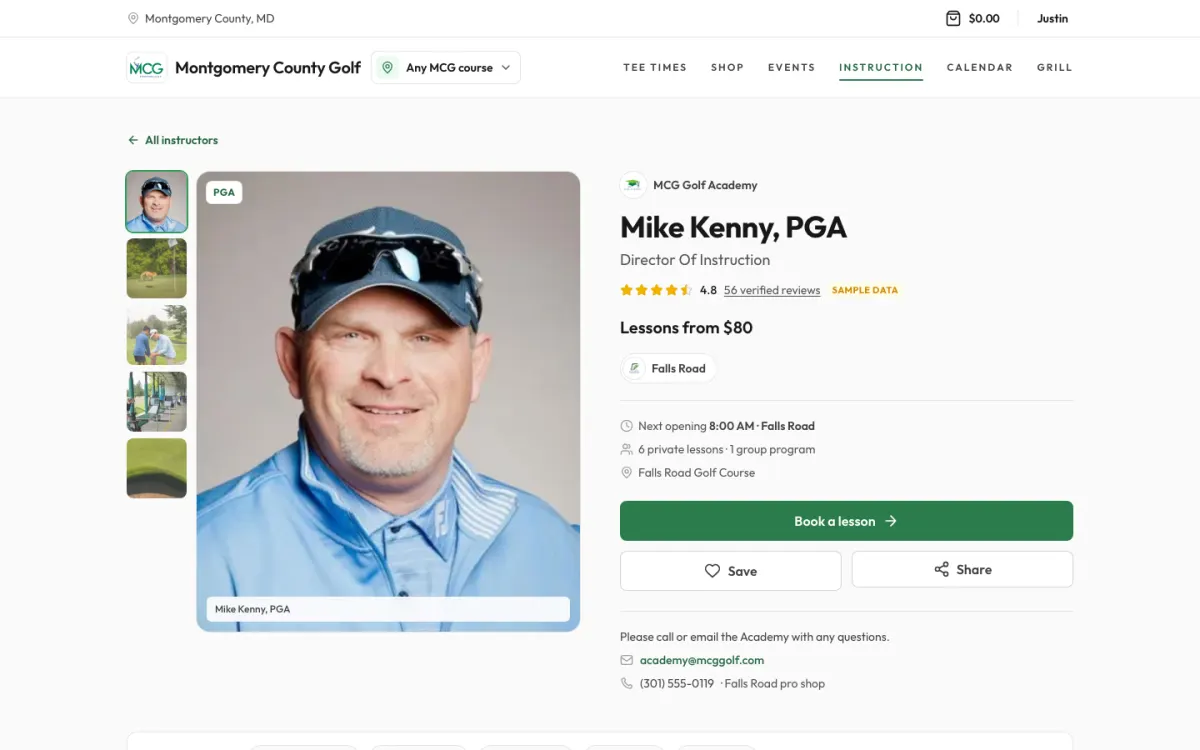 Montgomery County, MD
$0.00
Justin
MCG
Montgomery County Golf
Any MCG course
TEE TIMES
SHOP
EVENTS
INSTRUCTION
CALENDAR
GRILL
All instructors
PGA
MCG Golf Academy
Mike Kenny, PGA
Director Of Instruction
4.8 56 verified reviews SAMPLE DATA
Lessons from $80
Falls Road
Next opening 8:00 AM · Falls Road
6 private lessons · 1 group program
Falls Road Golf Course
Book a lesson
Save
Share
Mike Kenny, PGA
Please call or email the Academy with any questions.
academy@mcggolf.com
(301) 555-0119 · Falls Road pro shop